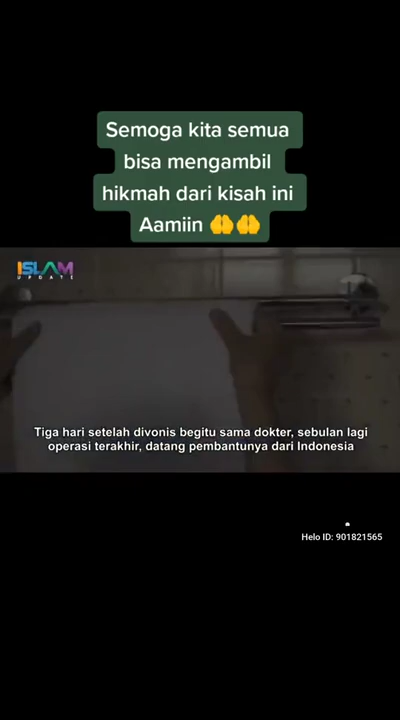 Semoga kita semua
bisa mengambil
hikmah dari kisah ini
Aamiin 🤲🤲
ISLAM
UPDATE
Tiga hari setelah divonis begitu sama dokter, sebulan lagi
operasi terakhir, datang pembantunya dari Indonesia
Helo ID: 901821565